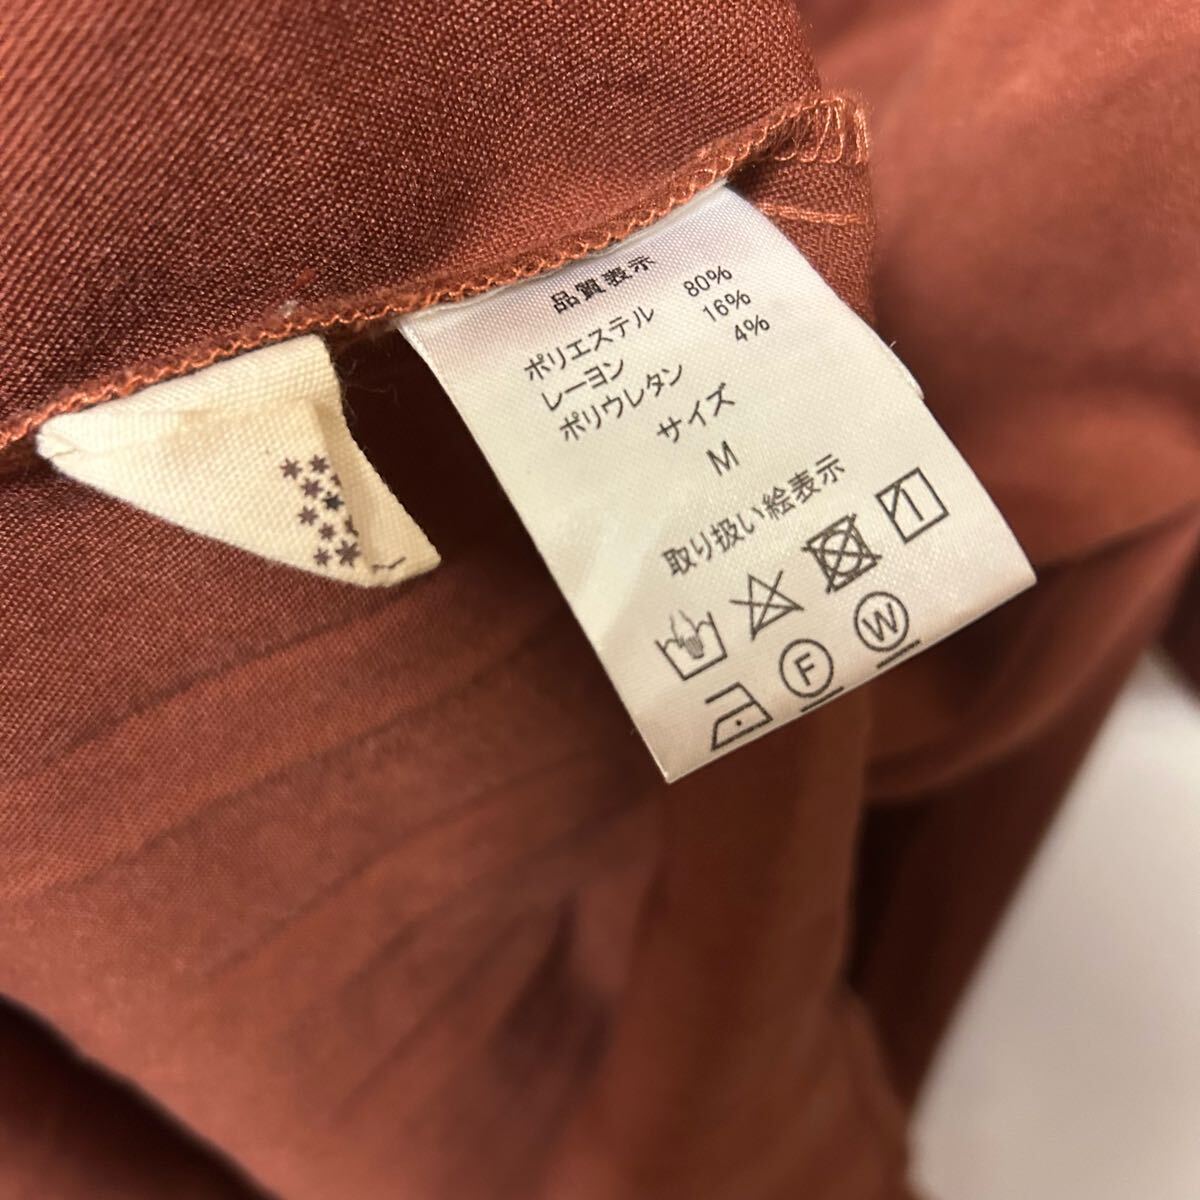 品質表示
ポリエステル 80%
レーヨン 16%
ポリウレタン 4%
サイズ
M
取り扱い絵表示
F W